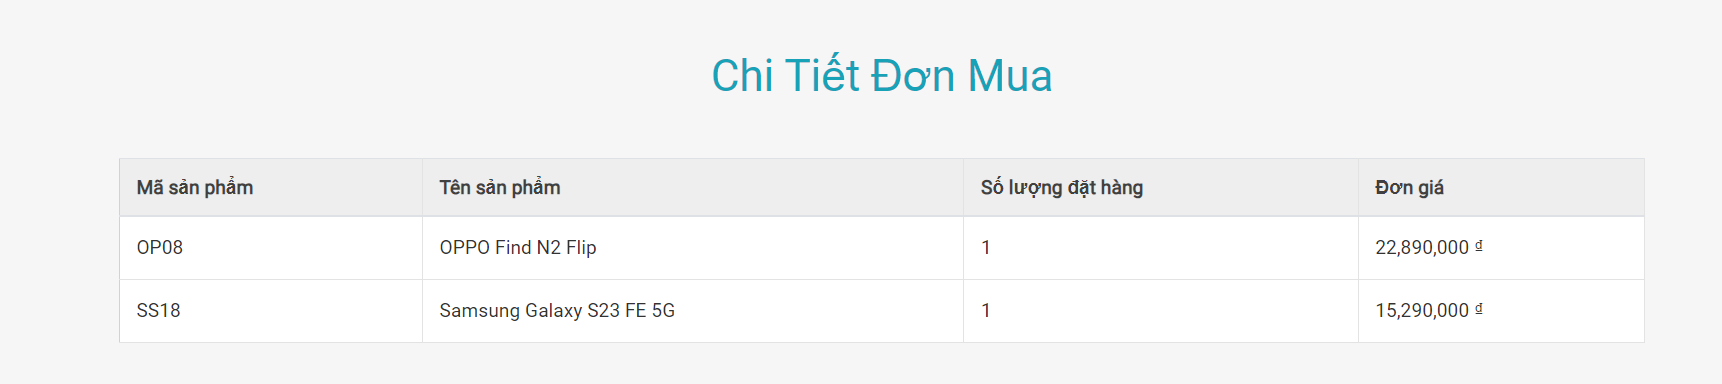 Chi Tiết Đơn Mua
Mã sản phẩm Tên sản phẩm Số lượng đặt hàng Đơn giá
OP08 OPPO Find N2 Flip 1 22,890,000 ₫
SS18 Samsung Galaxy S23 FE 5G 1 15,290,000 ₫